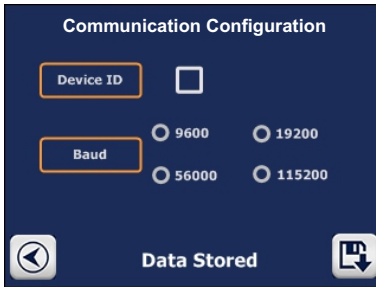 Communication Configuration
Device ID
Baud
9600
19200
56000
115200
Data Stored